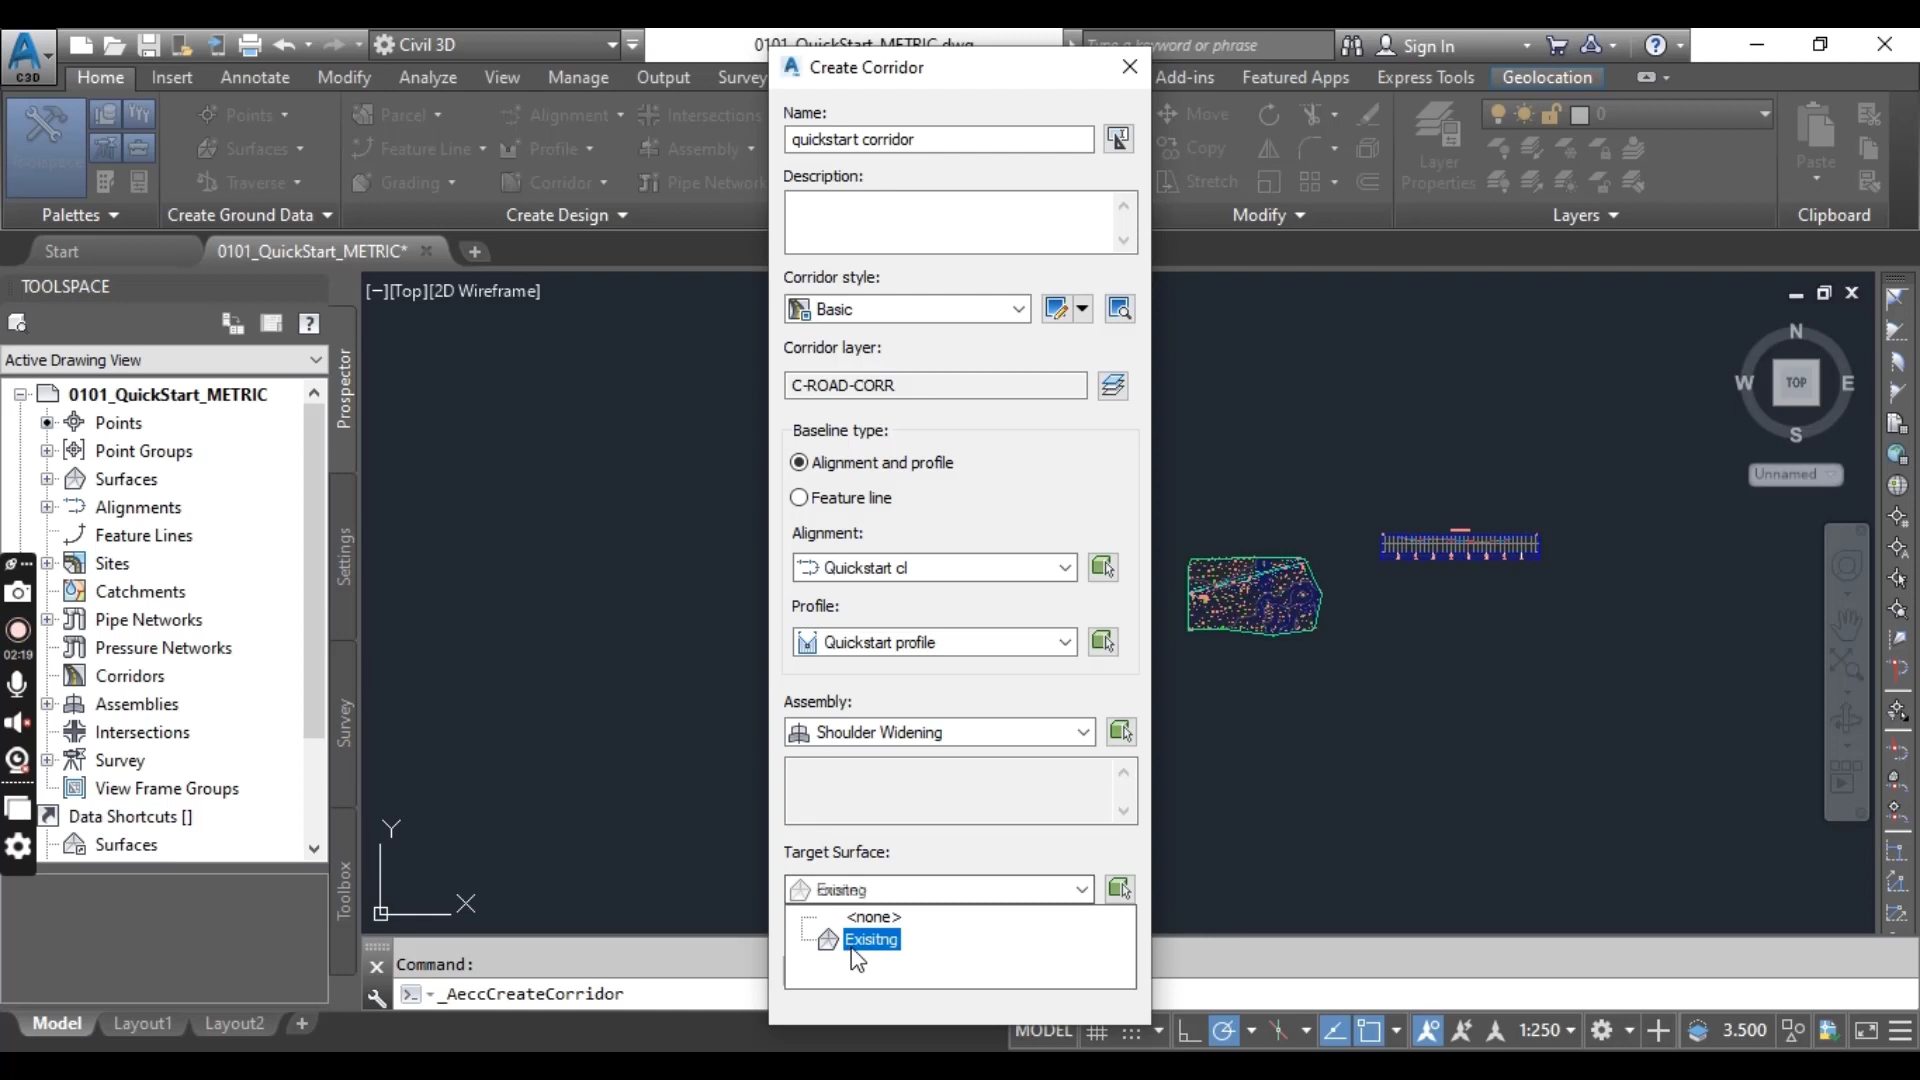 C3D
Civil 3D
0101_QuickStart_METRIC.dwg
Type a keyword or phrase
Sign In
Home
Insert
Annotate
Modify
Analyze
View
Manage
Output
Survey
Add-ins
Featured Apps
Express Tools
Geolocation
Points
Surfaces
Traverse
Parcel
Feature Line
Grading
Alignment
Profile
Corridor
Intersections
Assembly
Pipe Network
Move
Copy
Stretch
0
Layer
Properties
Paste
Palettes
Create Ground Data
Create Design
Modify
Layers
Clipboard
Start
0101_QuickStart_METRIC*
TOOLSPACE
Active Drawing View
0101_QuickStart_METRIC
Points
Point Groups
Surfaces
Alignments
Feature Lines
Sites
Catchments
Pipe Networks
Pressure Networks
Corridors
Assemblies
Intersections
Survey
View Frame Groups
Data Shortcuts []
Surfaces
Prospector
Settings
Survey
Toolbox
02:19
[−][Top][2D Wireframe]
Create Corridor
Name:
quickstart corridor
Description:
Corridor style:
Basic
Corridor layer:
C-ROAD-CORR
Baseline type:
Alignment and profile
Feature line
Alignment:
Quickstart cl
Profile:
Quickstart profile
Assembly:
Shoulder Widening
Target Surface:
Exisitng
<none>
Exisitng
N
W
TOP
E
S
Unnamed
Y
X
Command:
_AeccCreateCorridor
Model
Layout1
Layout2
MODEL
1:250
3.500